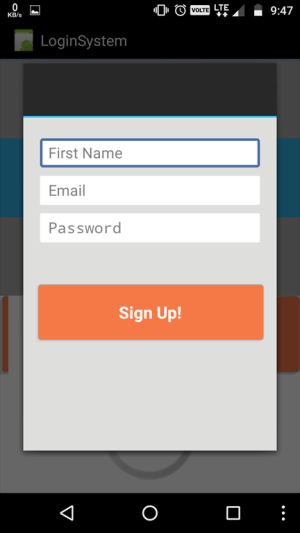 0
KB/s
VOLTE
LTE
9:47
LoginSystem
First Name
Email
Password
Sign Up!